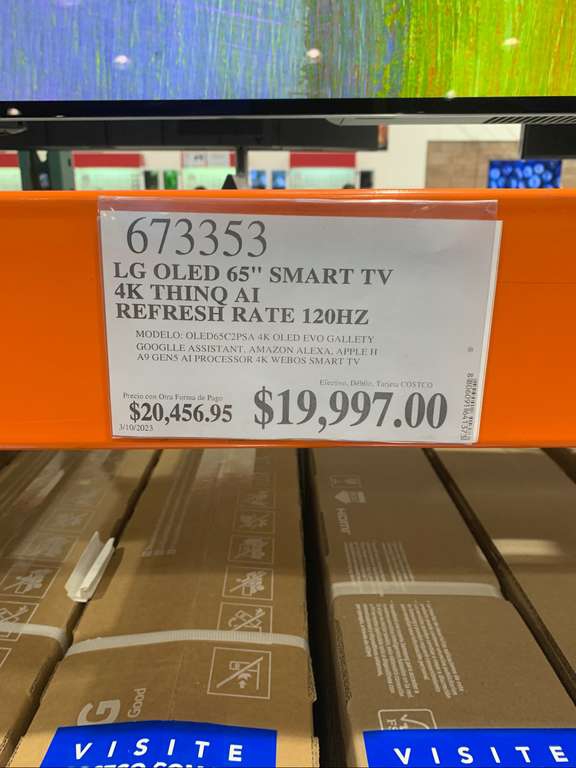 673353
LG OLED 65" SMART TV
4K THINQ AI
REFRESH RATE 120HZ
MODELO: OLED65C2PSA 4K OLED EVO GALLETY
GOOGLLE ASSISTANT, AMAZON ALEXA, APPLE H
A9 GEN5 AI PROCESSOR 4K WEBOS SMART TV
Efectivo, Débito, Tarjeta COSTCO
Precio con Otra Forma de Pago
$20,456.95 $19,997.00
3/10/2023
HDMI
G
Good
VISITE
VISITE